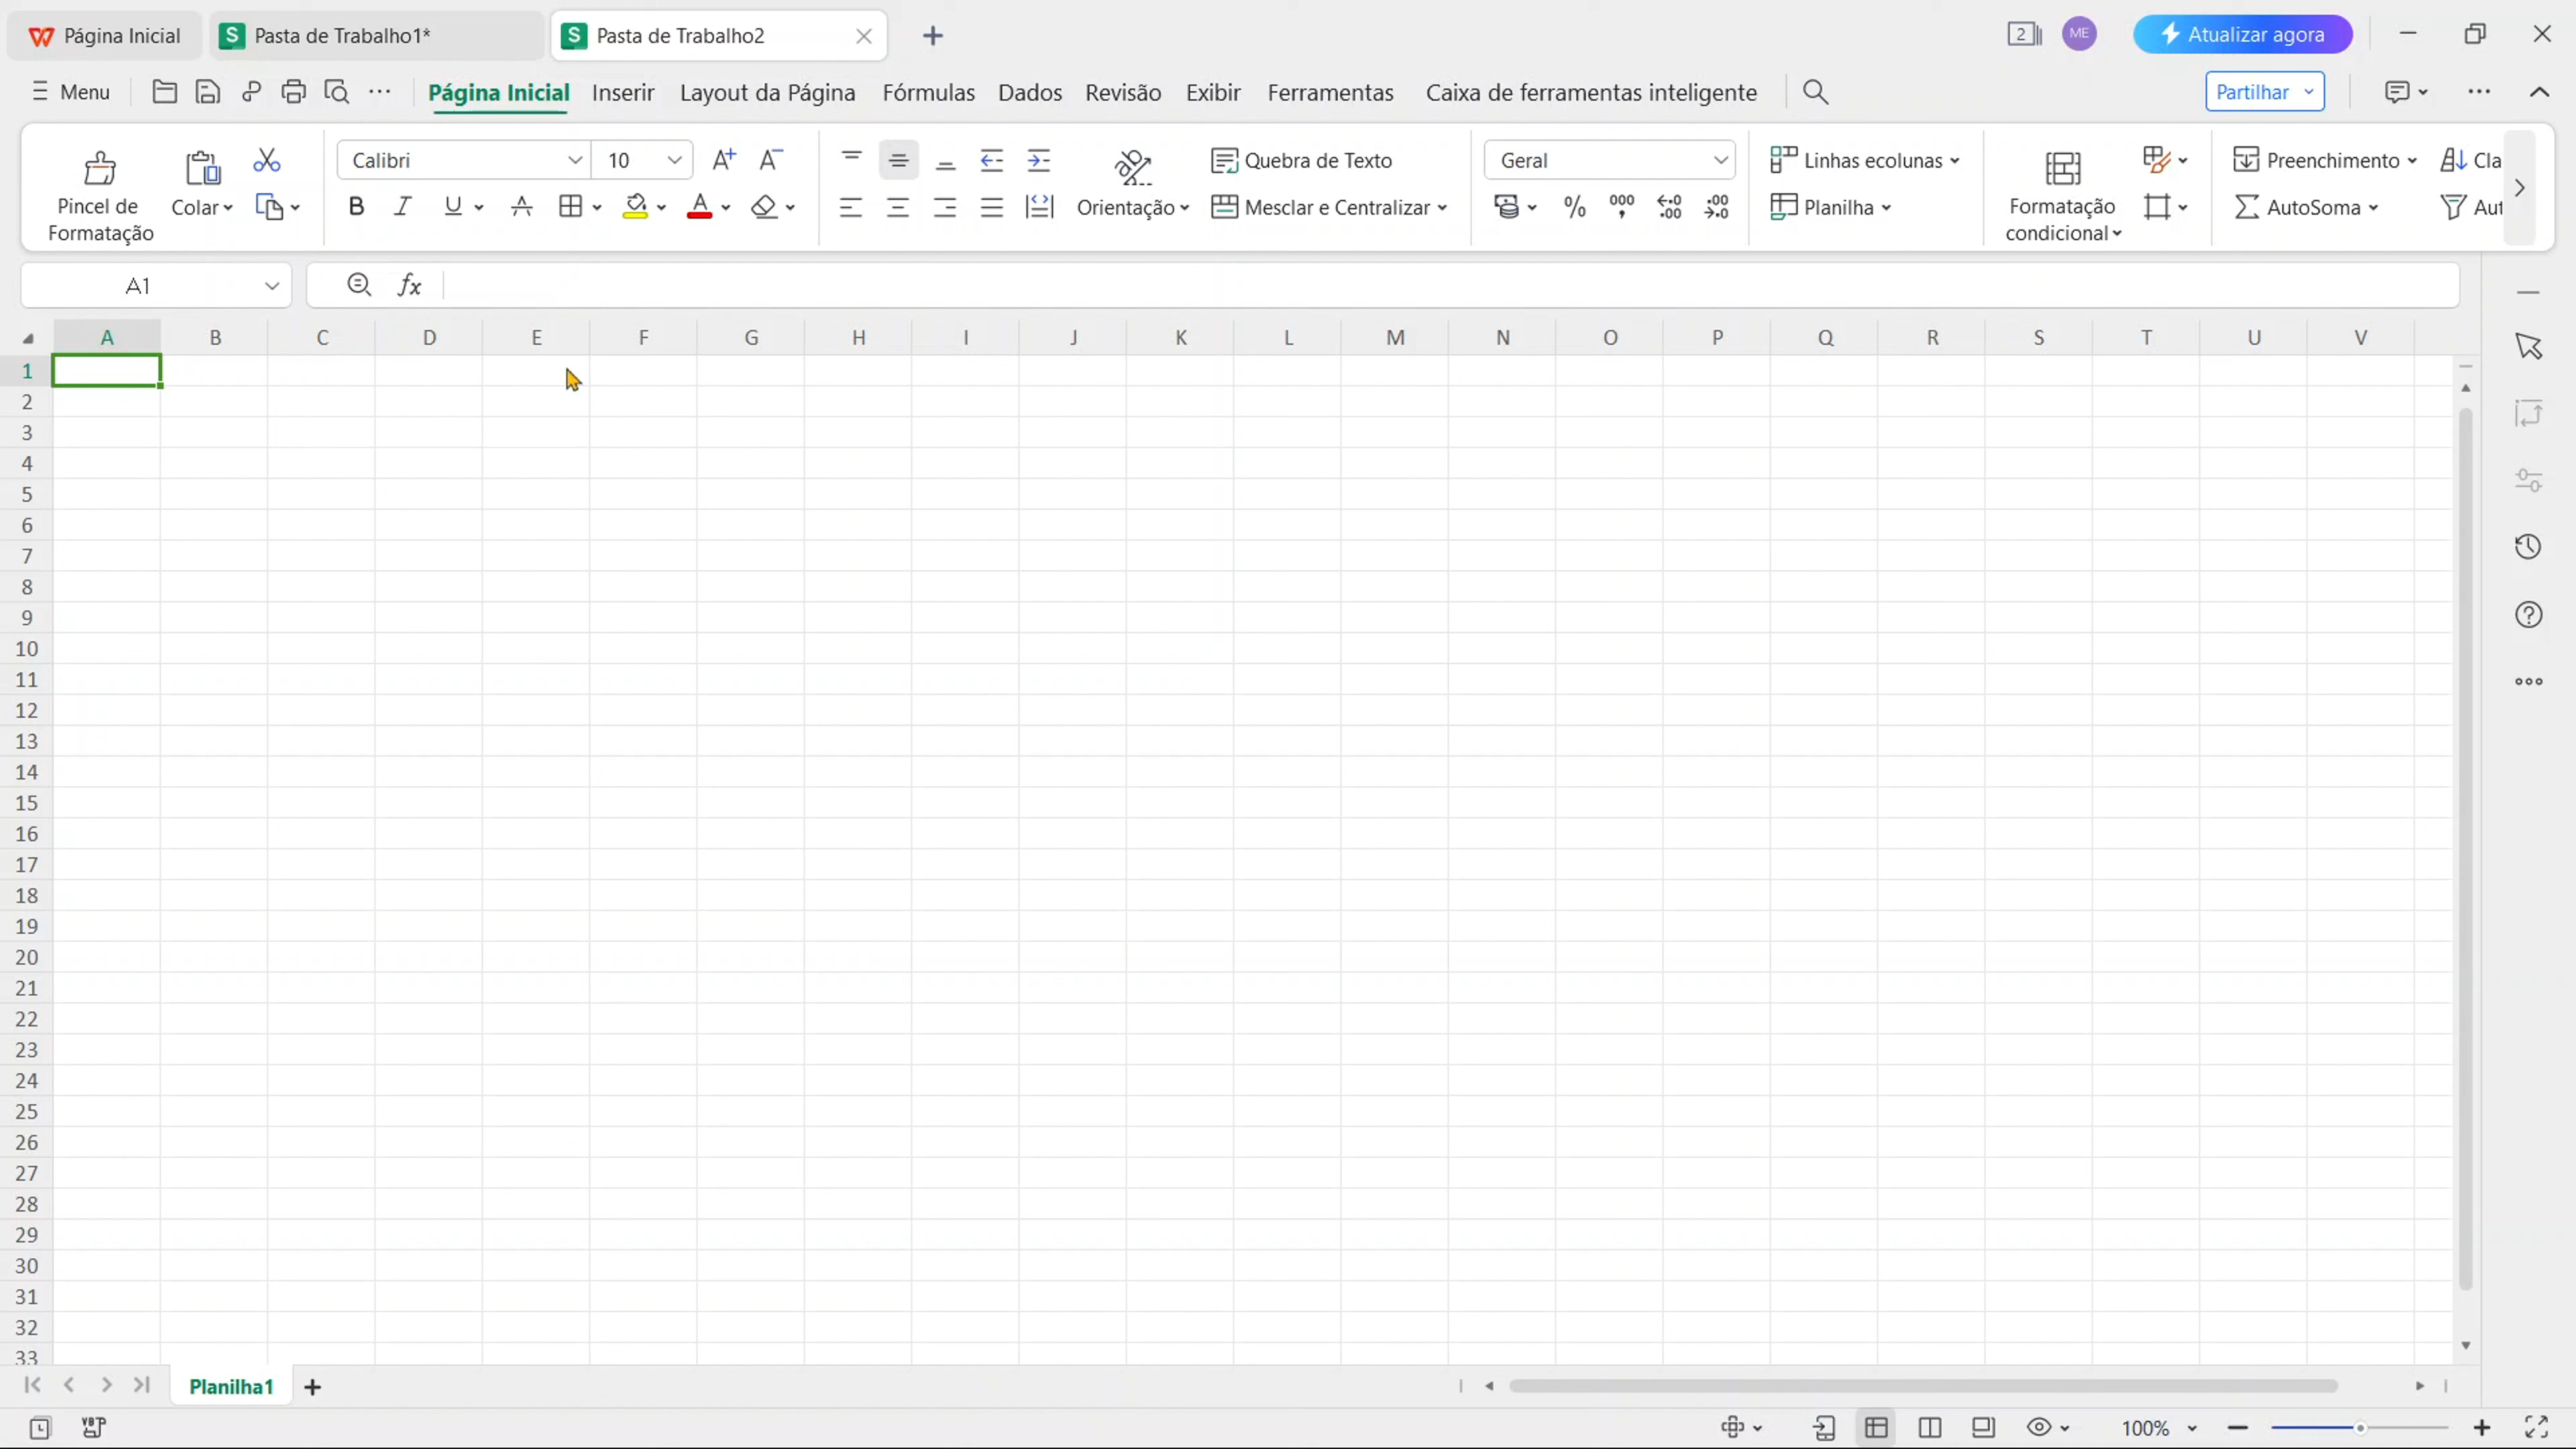 Página Inicial
Pasta de Trabalho1*
Pasta de Trabalho2
2
ME
Atualizar agora
Menu
Página Inicial Inserir Layout da Página Fórmulas Dados Revisão Exibir Ferramentas Caixa de ferramentas inteligente
Partilhar
Pincel de
Formatação
Colar
Calibri
10
Orientação
Quebra de Texto
Mesclar e Centralizar
Geral
Linhas ecolunas
Planilha
Formatação
condicional
Preenchimento
AutoSoma
Cla
Aut
A1
fx
A B C D E F G H I J K L M N O P Q R S T U V
1
2
3
4
5
6
7
8
9
10
11
12
13
14
15
16
17
18
19
20
21
22
23
24
25
26
27
28
29
30
31
32
33
Planilha1
100%